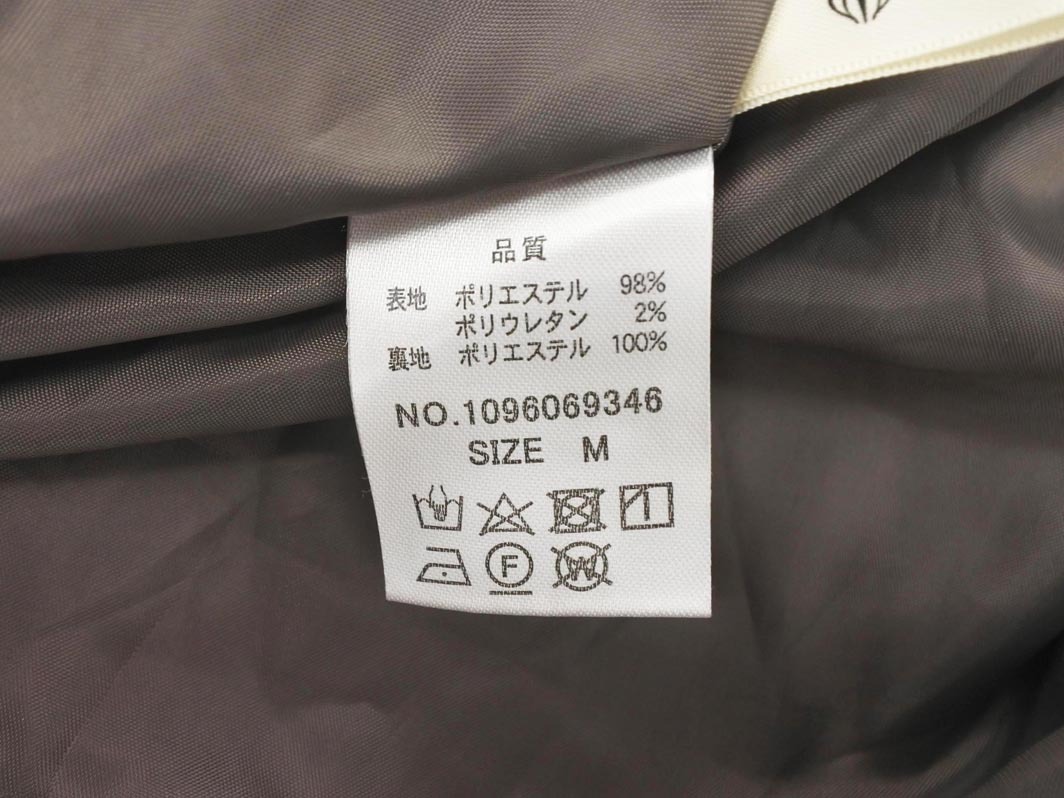 品質
表地 ポリエステル 98%
ポリウレタン 2%
裏地 ポリエステル 100%
NO.1096069346
SIZE M
F
W